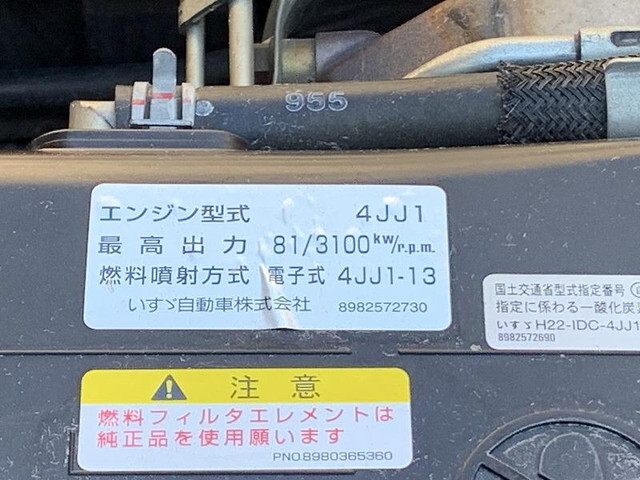 955
エンジン型式 4JJ1
最高出力 81/3100kW/r.p.m.
燃料噴射方式 電子式 4JJ1-13
いすゞ自動車株式会社 8982572730
国土交通省型式指定番号
指定に係わる一酸化炭
いすゞH22-IDC-4JJ1
8982572690
注意
燃料フィルタエレメントは
純正品を使用願います
PNO.8980365360